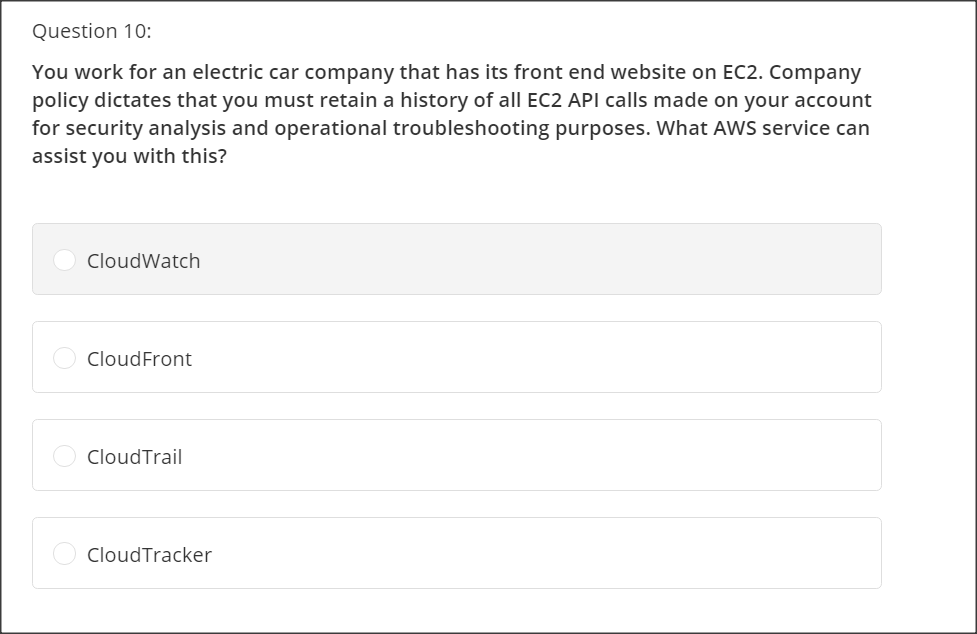 Question 10:
You work for an electric car company that has its front end website on EC2. Company
policy dictates that you must retain a history of all EC2 API calls made on your account
for security analysis and operational troubleshooting purposes. What AWS service can
assist you with this?
CloudWatch
CloudFront
CloudTrail
CloudTracker